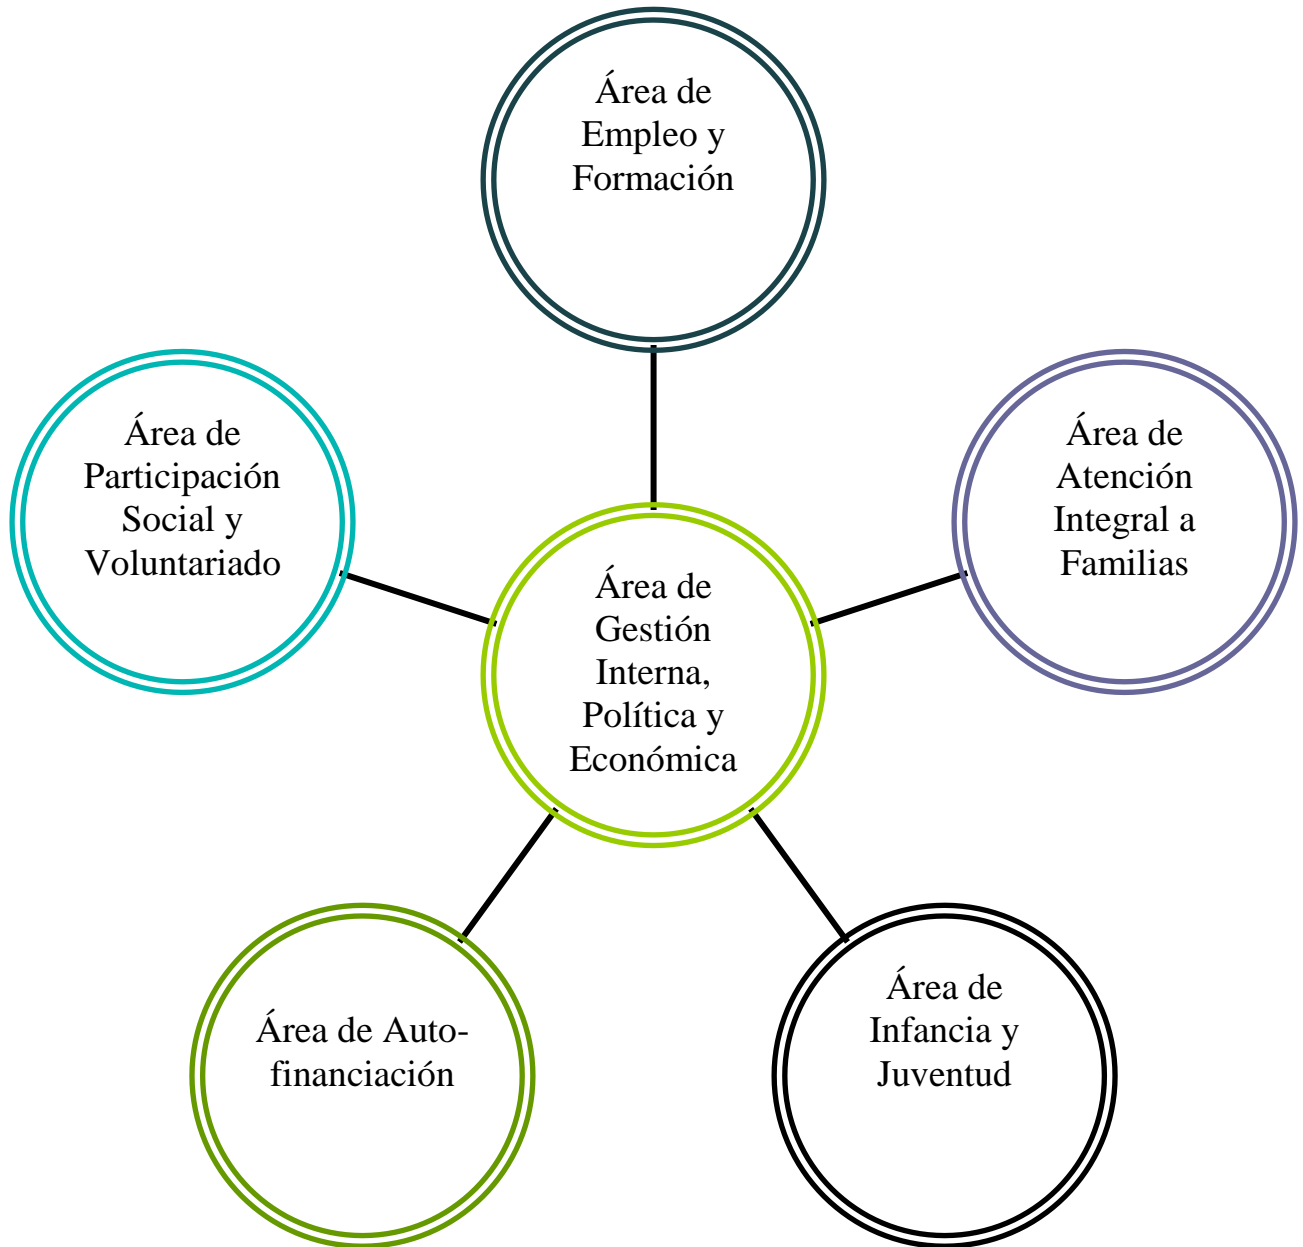 Área de
Empleo y
Formación
Área de
Participación
Social y
Voluntariado
Área de
Atención
Integral a
Familias
Área de
Gestión
Interna,
Política y
Económica
Área de Auto-
financiación
Área de
Infancia y
Juventud